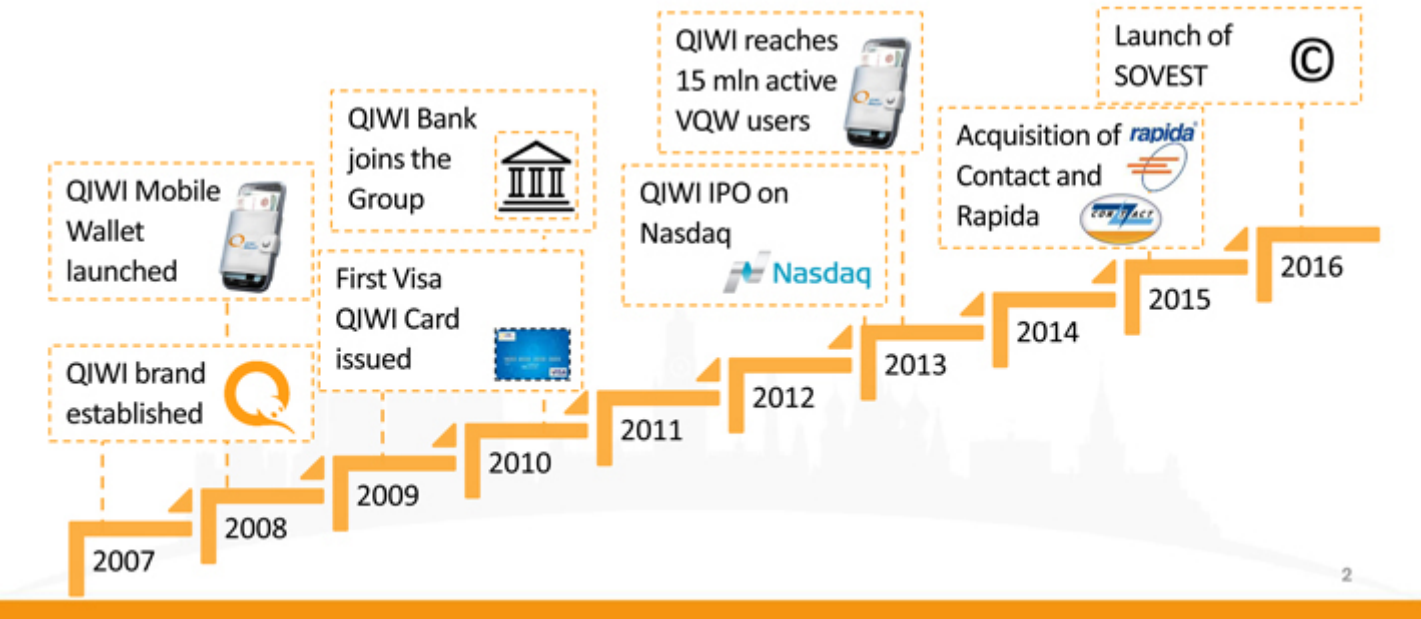 QIWI brand
established
QIWI Mobile
Wallet
launched
First Visa
QIWI Card
issued
QIWI Bank
joins the
Group
QIWI IPO on
Nasdaq
Nasdaq
QIWI reaches
15 mln active
VQW users
Acquisition of rapida
Contact and
Rapida CONTACT
Launch of
SOVEST
©
2007
2008
2009
2010
2011
2012
2013
2014
2015
2016
VISA
2